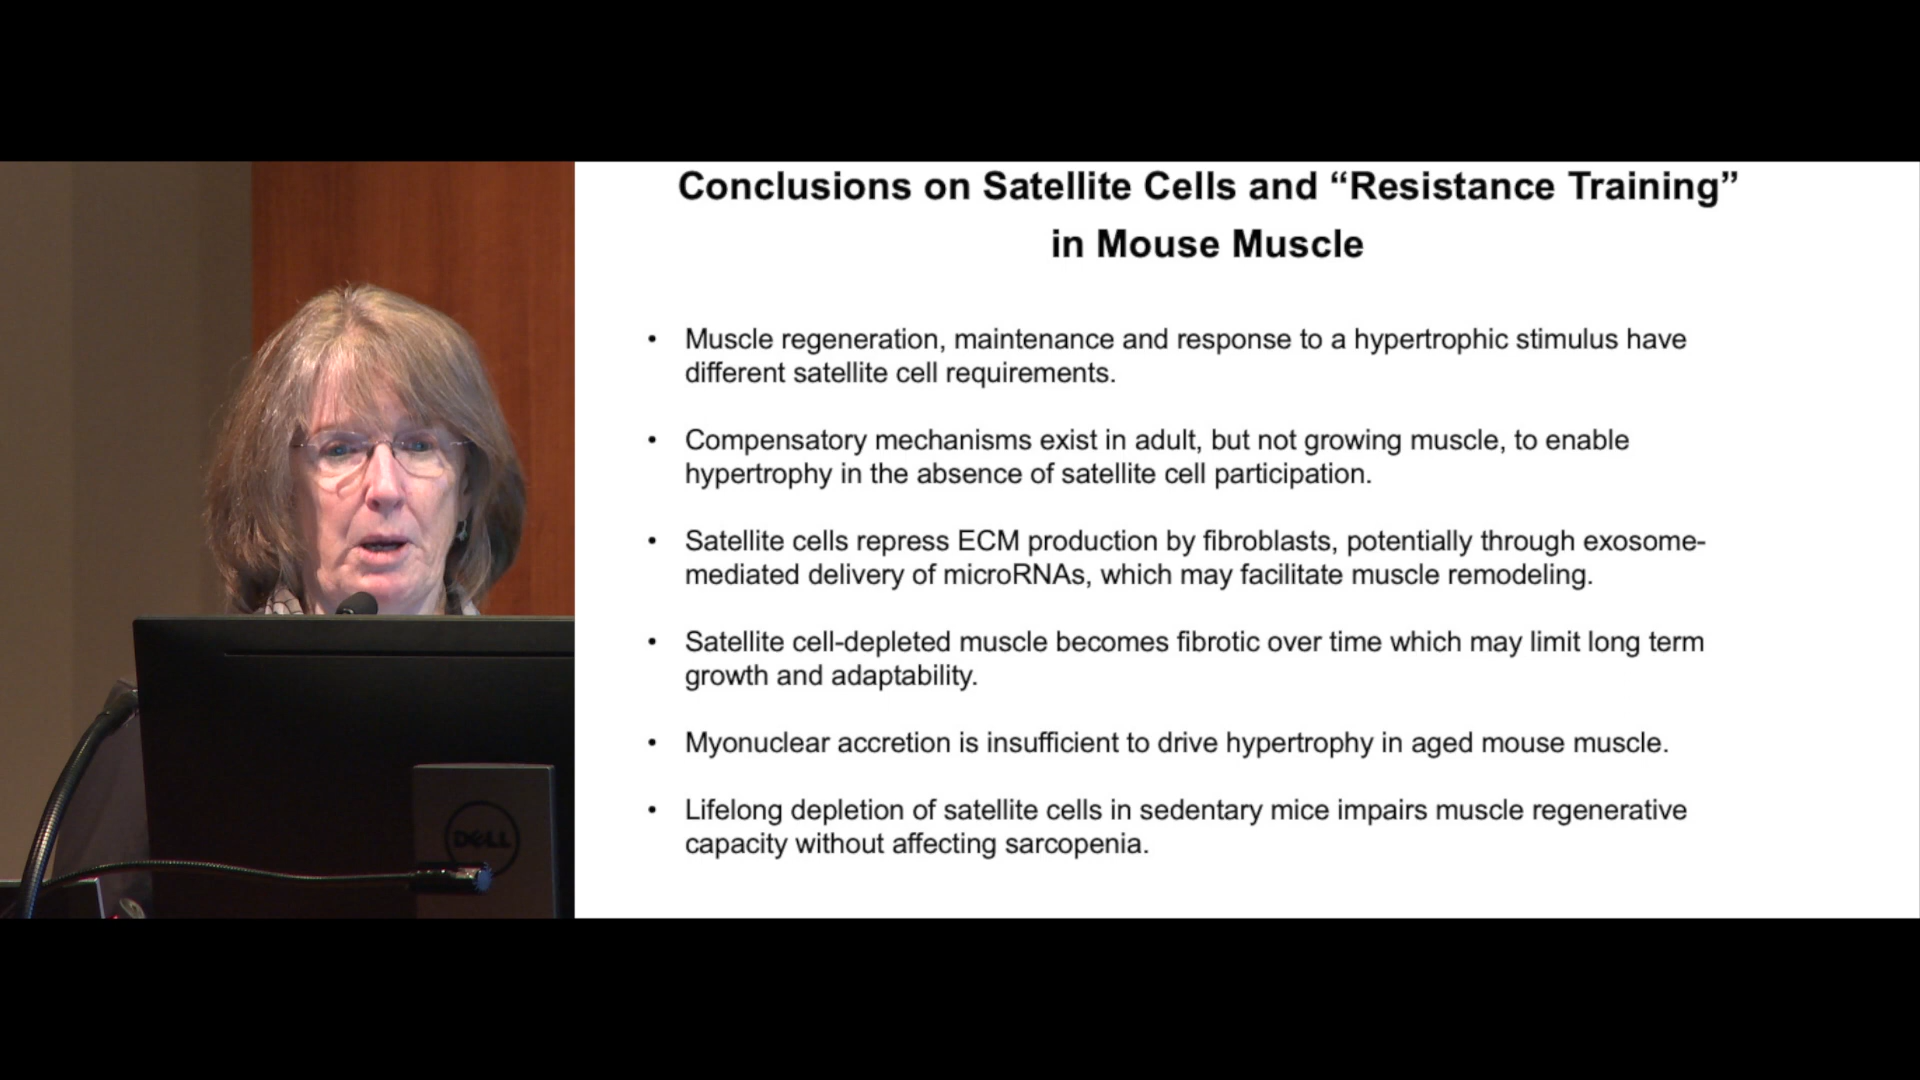 Conclusions on Satellite Cells and “Resistance Training”
in Mouse Muscle
• Muscle regeneration, maintenance and response to a hypertrophic stimulus have
different satellite cell requirements.
• Compensatory mechanisms exist in adult, but not growing muscle, to enable
hypertrophy in the absence of satellite cell participation.
• Satellite cells repress ECM production by fibroblasts, potentially through exosome-
mediated delivery of microRNAs, which may facilitate muscle remodeling.
• Satellite cell-depleted muscle becomes fibrotic over time which may limit long term
growth and adaptability.
• Myonuclear accretion is insufficient to drive hypertrophy in aged mouse muscle.
• Lifelong depletion of satellite cells in sedentary mice impairs muscle regenerative
capacity without affecting sarcopenia.
DELL